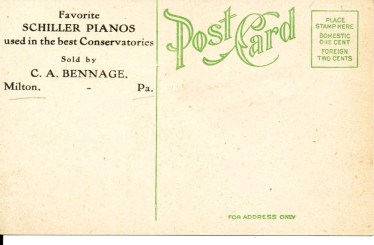 Favorite
SCHILLER PIANOS
used in the best Conservatories
Sold by
C. A. BENNAGE,
Milton, - Pa.
Post Card
PLACE
STAMP HERE
DOMESTIC
ONE CENT
FOREIGN
TWO CENTS
FOR ADDRESS ONLY